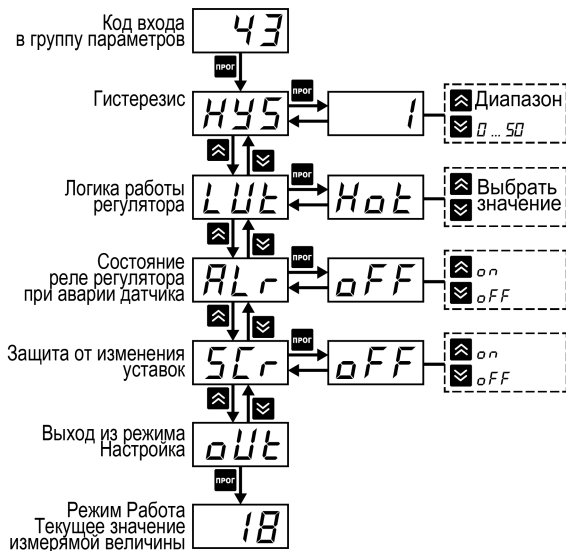 Код входа
в группу параметров
43
ПРОГ
Гистерезис
HYS
ПРОГ
1
Диапазон
0 ... 50
Логика работы
регулятора
LUt
ПРОГ
Hot
Выбрать
значение
Состояние
реле регулятора
при аварии датчика
ALr
ПРОГ
oFF
on
oFF
Защита от изменения
уставок
SCr
ПРОГ
oFF
on
oFF
Выход из режима
Настройка
oUt
ПРОГ
Режим Работа
Текущее значение
измерямой величины
18